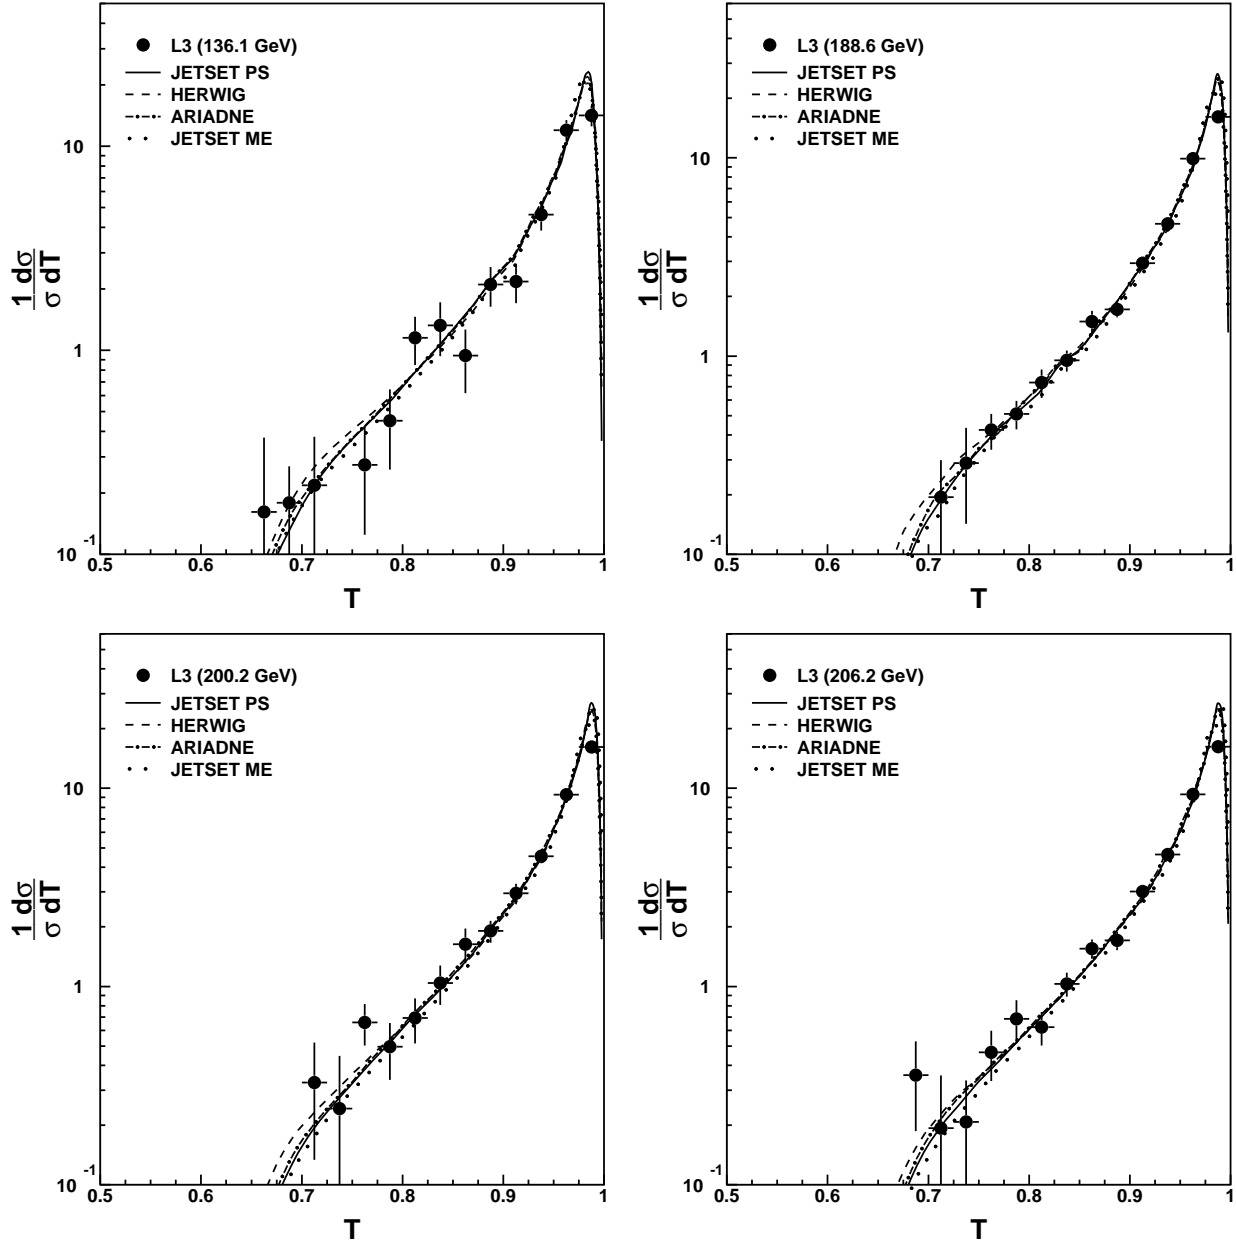 L3 (136.1 GeV)
JETSET PS
HERWIG
ARIADNE
JETSET ME
10
1
10 -1
1 dσ
σ dT
0.5 0.6 0.7 0.8 0.9 1
T
L3 (188.6 GeV)
JETSET PS
HERWIG
ARIADNE
JETSET ME
10
1
10 -1
1 dσ
σ dT
0.5 0.6 0.7 0.8 0.9 1
T
L3 (200.2 GeV)
JETSET PS
HERWIG
ARIADNE
JETSET ME
10
1
10 -1
1 dσ
σ dT
0.5 0.6 0.7 0.8 0.9 1
T
L3 (206.2 GeV)
JETSET PS
HERWIG
ARIADNE
JETSET ME
10
1
10 -1
1 dσ
σ dT
0.5 0.6 0.7 0.8 0.9 1
T